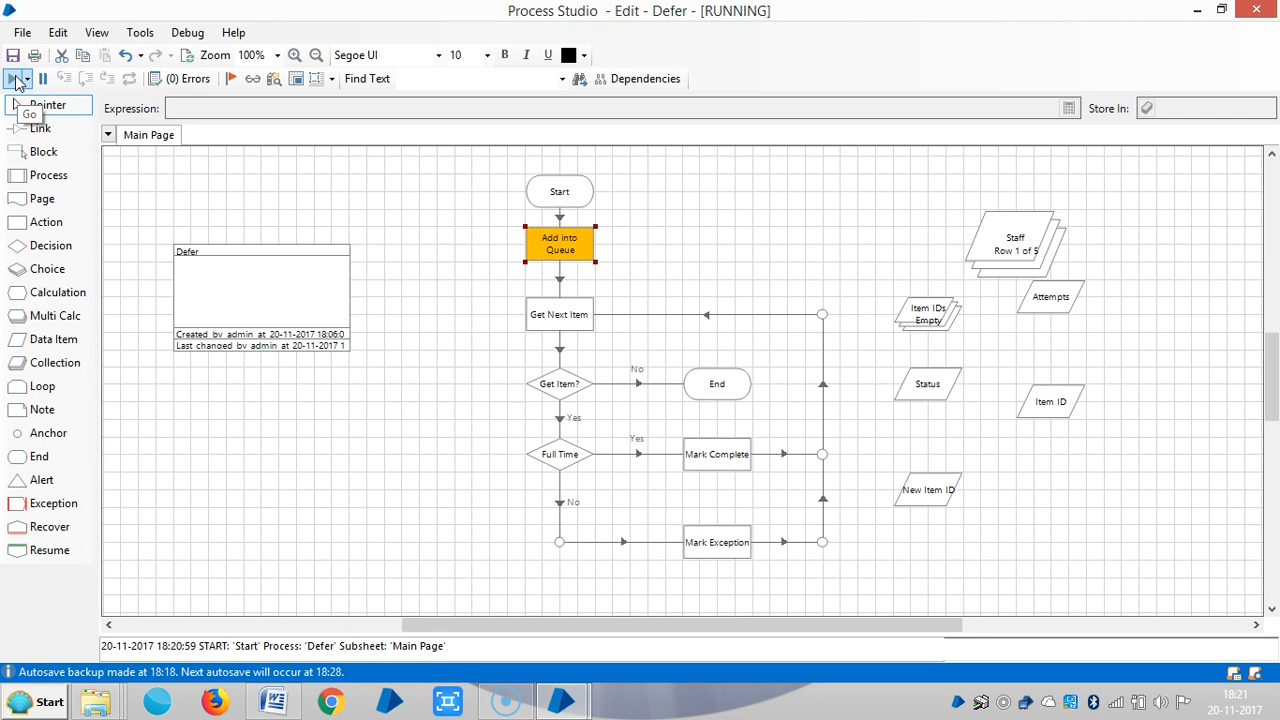 Process Studio - Edit - Defer - [RUNNING]
File Edit View Tools Debug Help
Zoom 100% Segoe UI 10 B I U
(0) Errors Find Text Dependencies
Pointer
Go
Expression: Store In:
Link
Main Page
Block
Process
Page
Action
Decision
Choice
Calculation
Multi Calc
Data Item
Collection
Loop
Note
Anchor
End
Alert
Exception
Recover
Resume
Start
Add into
Queue
Defer
Created by admin at 20-11-2017 18:06:0
Last changed by admin at 20-11-2017 1
Get Next Item
Get Item?
No
End
Yes
Full Time
Yes
Mark Complete
No
Mark Exception
Staff
Row 1 of 5
Attempts
Item IDs
Empty
Status
Item ID
New Item ID
20-11-2017 18:20:59 START: 'Start' Process: 'Defer' Subsheet: 'Main Page'
Autosave backup made at 18:18. Next autosave will occur at 18:28.
Start
18:21
20-11-2017